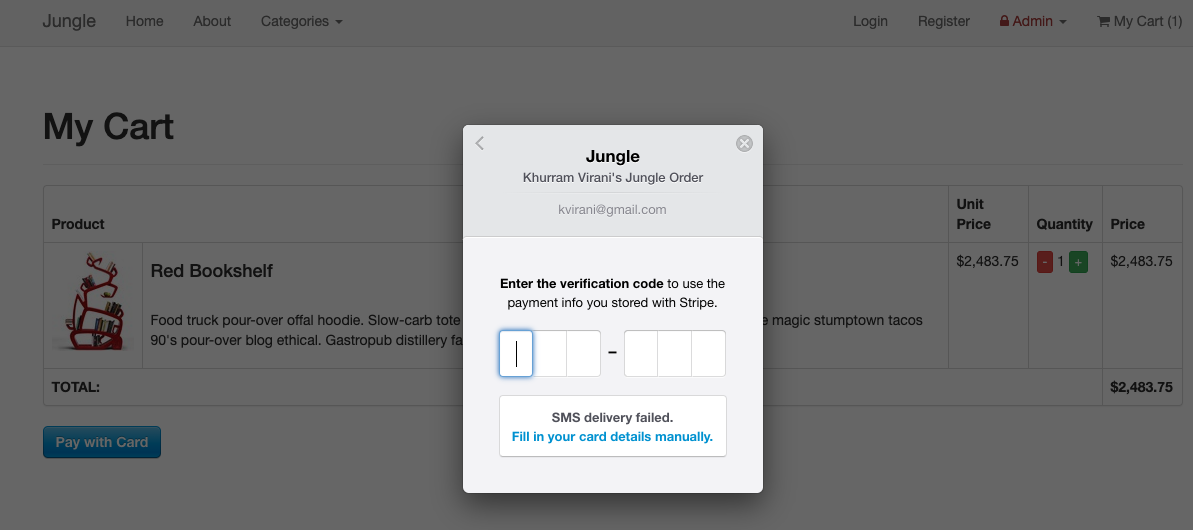 Jungle Home About Categories Login Register Admin My Cart (1)
My Cart
Jungle
Khurram Virani's Jungle Order
kvirani@gmail.com
Product Unit Price Quantity Price
Red Bookshelf $2,483.75 - 1 + $2,483.75
Food truck pour-over offal hoodie. Slow-carb tote
magic stumptown tacos
90's pour-over blog ethical. Gastropub distillery
Enter the verification code to use the
payment info you stored with Stripe.
–
SMS delivery failed.
Fill in your card details manually.
TOTAL: $2,483.75
Pay with Card